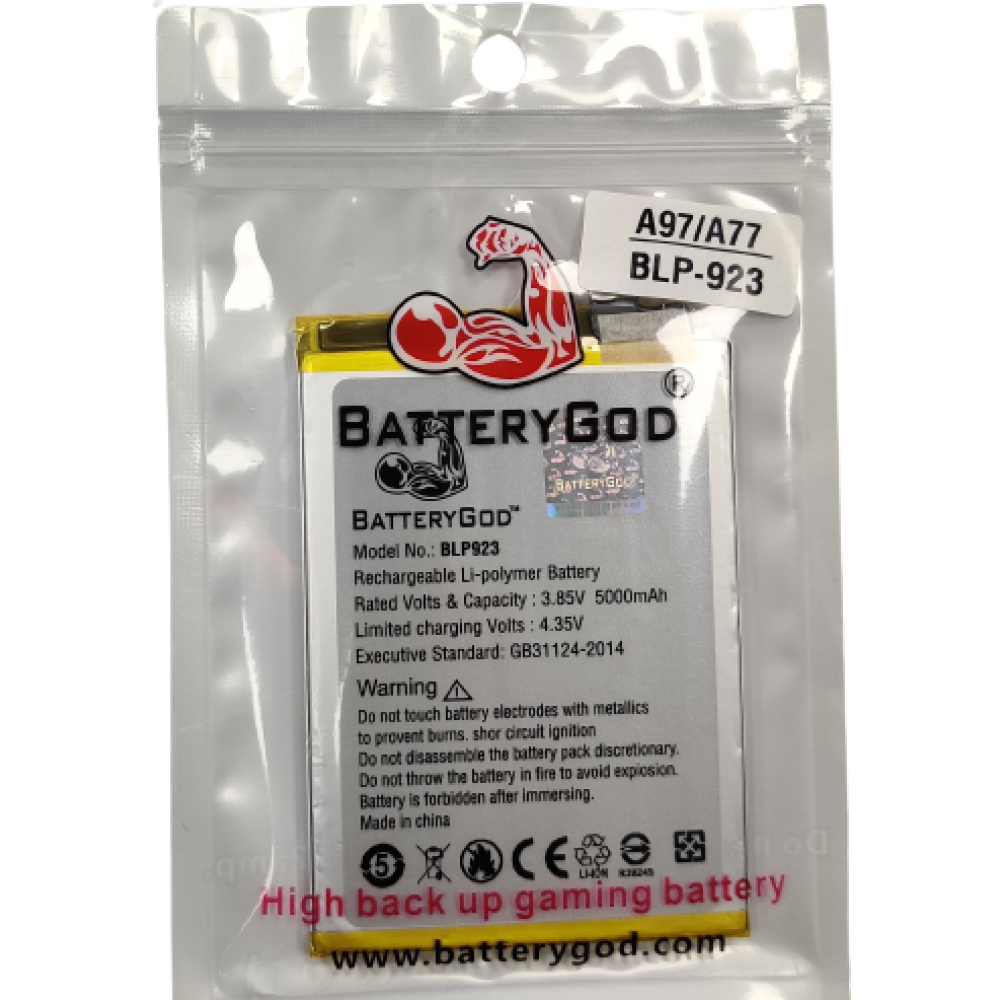 A97/A77
BLP-923
BATTERYGOD®
BATTERYGOD
BATTERYGOD™
Model No.: BLP923
Rechargeable Li-polymer Battery
Rated Volts & Capacity : 3.85V 5000mAh
Limited charging Volts : 4.35V
Executive Standard: GB31124-2014
Warning
Do not touch battery electrodes with metallics
to provent burns. shor circuit ignition
Do not disassemble the battery pack discretionary.
Do not throw the battery in fire to avoid expiosion.
Battery is forbidden after immersing.
Made in china
5
CE
LI-ION
High back up gaming battery
www.batterygod.com